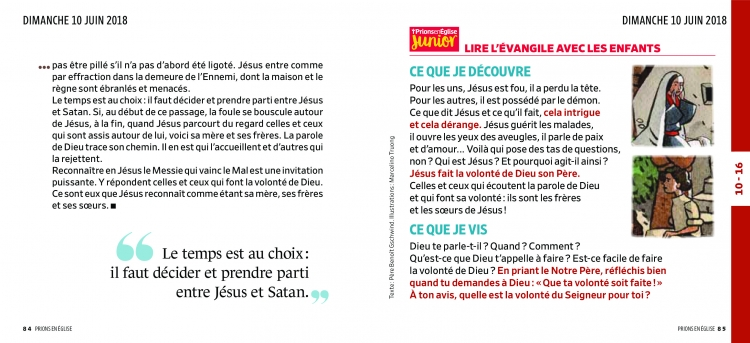 DIMANCHE 10 JUIN 2018
••• pas être pillé s’il n’a pas d’abord été ligoté. Jésus entre comme
par effraction dans la demeure de l’Ennemi, dont la maison et le
règne sont ébranlés et menacés.
Le temps est au choix : il faut décider et prendre parti entre Jésus
et Satan. Si, au début de ce passage, la foule se bouscule autour
de Jésus, à la fin, quand Jésus parcourt du regard celles et ceux
qui sont assis autour de lui, voici sa mère et ses frères. La parole
de Dieu trace son chemin. Il en est qui l’accueillent et d’autres qui
la rejettent.
Reconnaître en Jésus le Messie qui vainc le Mal est une invitation
puissante. Y répondent celles et ceux qui font la volonté de Dieu.
Ce sont eux que Jésus reconnaît comme étant sa mère, ses frères
et ses sœurs. ■
“ Le temps est au choix :
il faut décider et prendre parti
entre Jésus et Satan. ”
84 PRIONS EN ÉGLISE
DIMANCHE 10 JUIN 2018
Prions en Église
Junior
LIRE L’ÉVANGILE AVEC LES ENFANTS
CE QUE JE DÉCOUVRE
Pour les uns, Jésus est fou, il a perdu la tête.
Pour les autres, il est possédé par le démon.
Ce que dit Jésus et ce qu’il fait, cela intrigue
et cela dérange. Jésus guérit les malades,
il ouvre les yeux des aveugles, il parle de paix
et d’amour… Voilà qui pose des tas de questions,
non ? Qui est Jésus ? Et pourquoi agit-il ainsi ?
Jésus fait la volonté de Dieu son Père.
Celles et ceux qui écoutent la parole de Dieu
et qui font sa volonté : ils sont les frères
et les sœurs de Jésus !
CE QUE JE VIS
Dieu te parle-t-il ? Quand ? Comment ?
Qu’est-ce que Dieu t’appelle à faire ? Est-ce facile de faire
la volonté de Dieu ? En priant le Notre Père, réfléchis bien
quand tu demandes à Dieu : « Que ta volonté soit faite ! »
À ton avis, quelle est la volonté du Seigneur pour toi ?
Texte : Père Benoît Gschwind. Illustrations : Marcelino Truong
10 - 16
PRIONS EN ÉGLISE 85